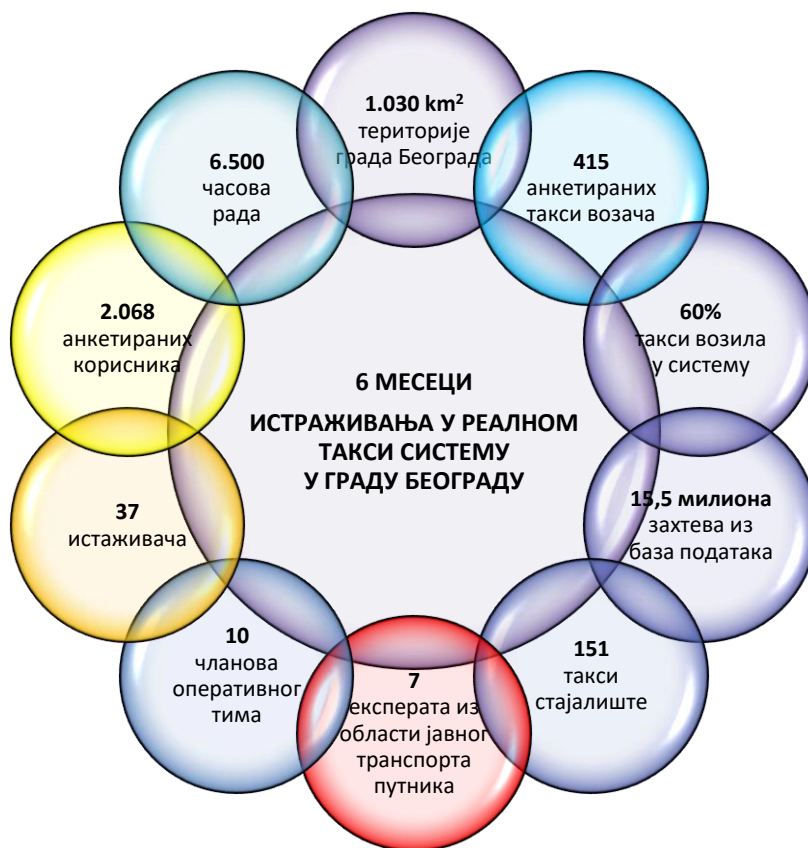 6 МЕСЕЦИ
ИСТРАЖИВАЊА У РЕАЛНОМ
ТАКСИ СИСТЕМУ
У ГРАДУ БЕОГРАДУ
1.030 km²
територије
града Београда
415
анкетираних
такси возача
60%
такси возила
у систему
15,5 милиона
захтева из
база података
151
такси
стајалиште
7
експерата из
области јавног
транспорта
путника
10
чланова
оперативног
тима
37
истаживача
2.068
анкетираних
корисника
6.500
часова
рада